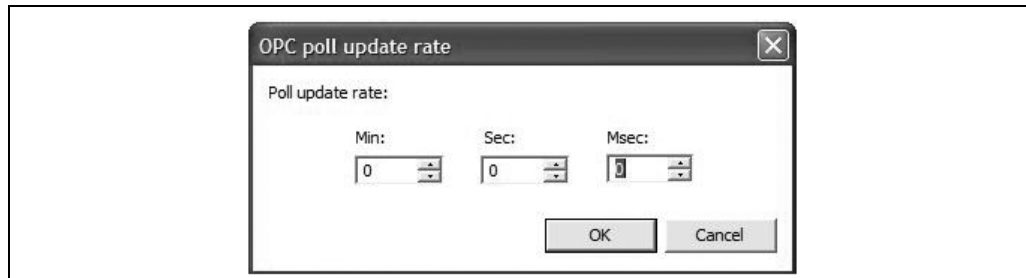 OPC poll update rate
Poll update rate:
Min: Sec: Msec:
0 0 0
OK Cancel